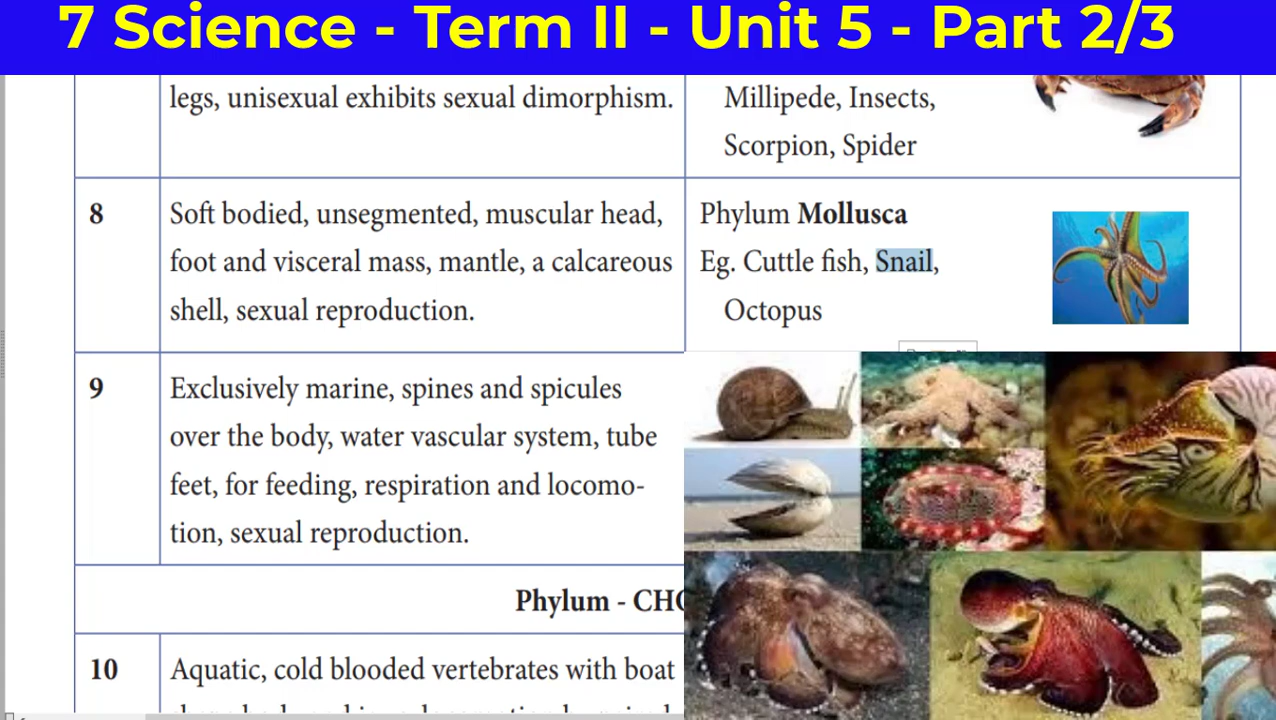 7 Science - Term II - Unit 5 - Part 2/3
legs, unisexual exhibits sexual dimorphism.
Millipede, Insects,
Scorpion, Spider
8
Soft bodied, unsegmented, muscular head,
foot and visceral mass, mantle, a calcareous
shell, sexual reproduction.
Phylum Mollusca
Eg. Cuttle fish, Snail,
Octopus
9
Exclusively marine, spines and spicules
over the body, water vascular system, tube
feet, for feeding, respiration and locomo-
tion, sexual reproduction.
Phylum - CHO
10
Aquatic, cold blooded vertebrates with boat